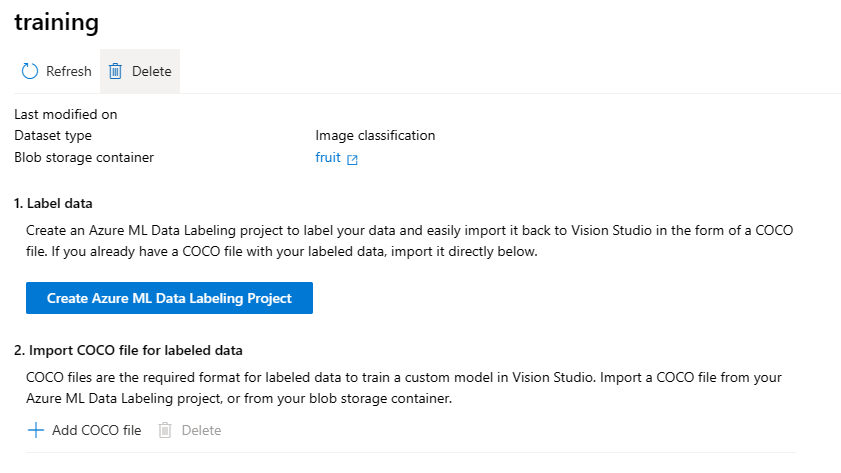 training
Refresh Delete
Last modified on
Dataset type Image classification
Blob storage container fruit
1. Label data
Create an Azure ML Data Labeling project to label your data and easily import it back to Vision Studio in the form of a COCO
file. If you already have a COCO file with your labeled data, import it directly below.
Create Azure ML Data Labeling Project
2. Import COCO file for labeled data
COCO files are the required format for labeled data to train a custom model in Vision Studio. Import a COCO file from your
Azure ML Data Labeling project, or from your blob storage container.
Add COCO file Delete